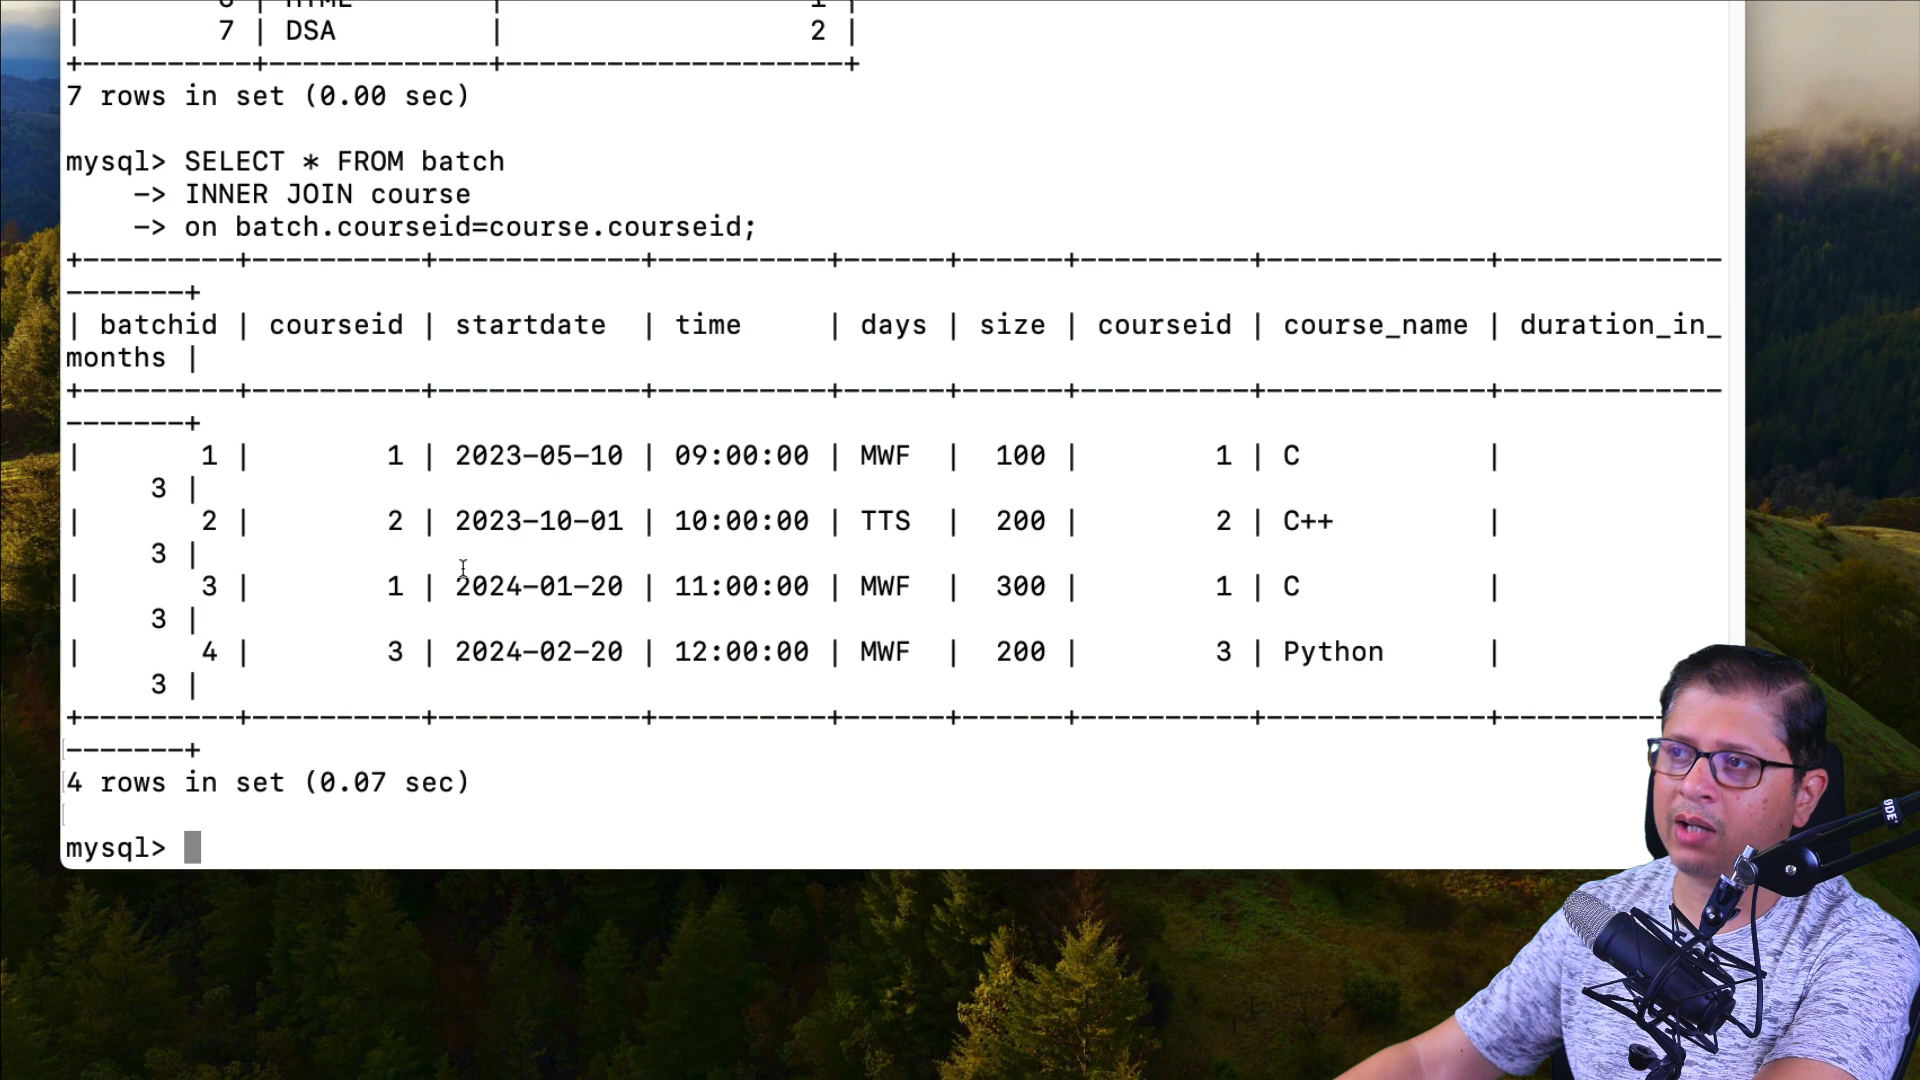 | 7 | DSA | 2 |
+-----------+--------------+---------------------+
7 rows in set (0.00 sec)
mysql> SELECT * FROM batch
-> INNER JOIN course
-> on batch.courseid=course.courseid;
+---------+----------+------------+----------+------+------+----------+-------------+-------------
-------+
| batchid | courseid | startdate | time | days | size | courseid | course_name | duration_in_
months |
+---------+----------+------------+----------+------+------+----------+-------------+-------------
-------+
| 1 | 1 | 2023-05-10 | 09:00:00 | MWF | 100 | 1 | C |
3 |
| 2 | 2 | 2023-10-01 | 10:00:00 | TTS | 200 | 2 | C++ |
3 |
| 3 | 1 | 2024-01-20 | 11:00:00 | MWF | 300 | 1 | C |
3 |
| 4 | 3 | 2024-02-20 | 12:00:00 | MWF | 200 | 3 | Python |
3 |
+---------+----------+------------+----------+------+------+----------+-------------+----------
-------+
4 rows in set (0.07 sec)
mysql>